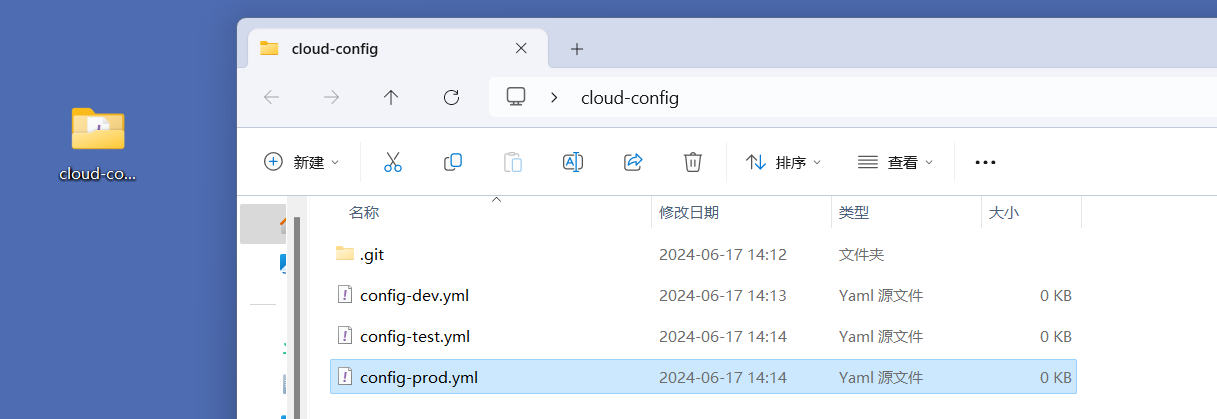 cloud-config
cloud-config
cloud-co...
新建
排序
查看
名称 修改日期 类型 大小
.git 2024-06-17 14:12 文件夹
config-dev.yml 2024-06-17 14:13 Yaml 源文件 0 KB
config-test.yml 2024-06-17 14:14 Yaml 源文件 0 KB
config-prod.yml 2024-06-17 14:14 Yaml 源文件 0 KB